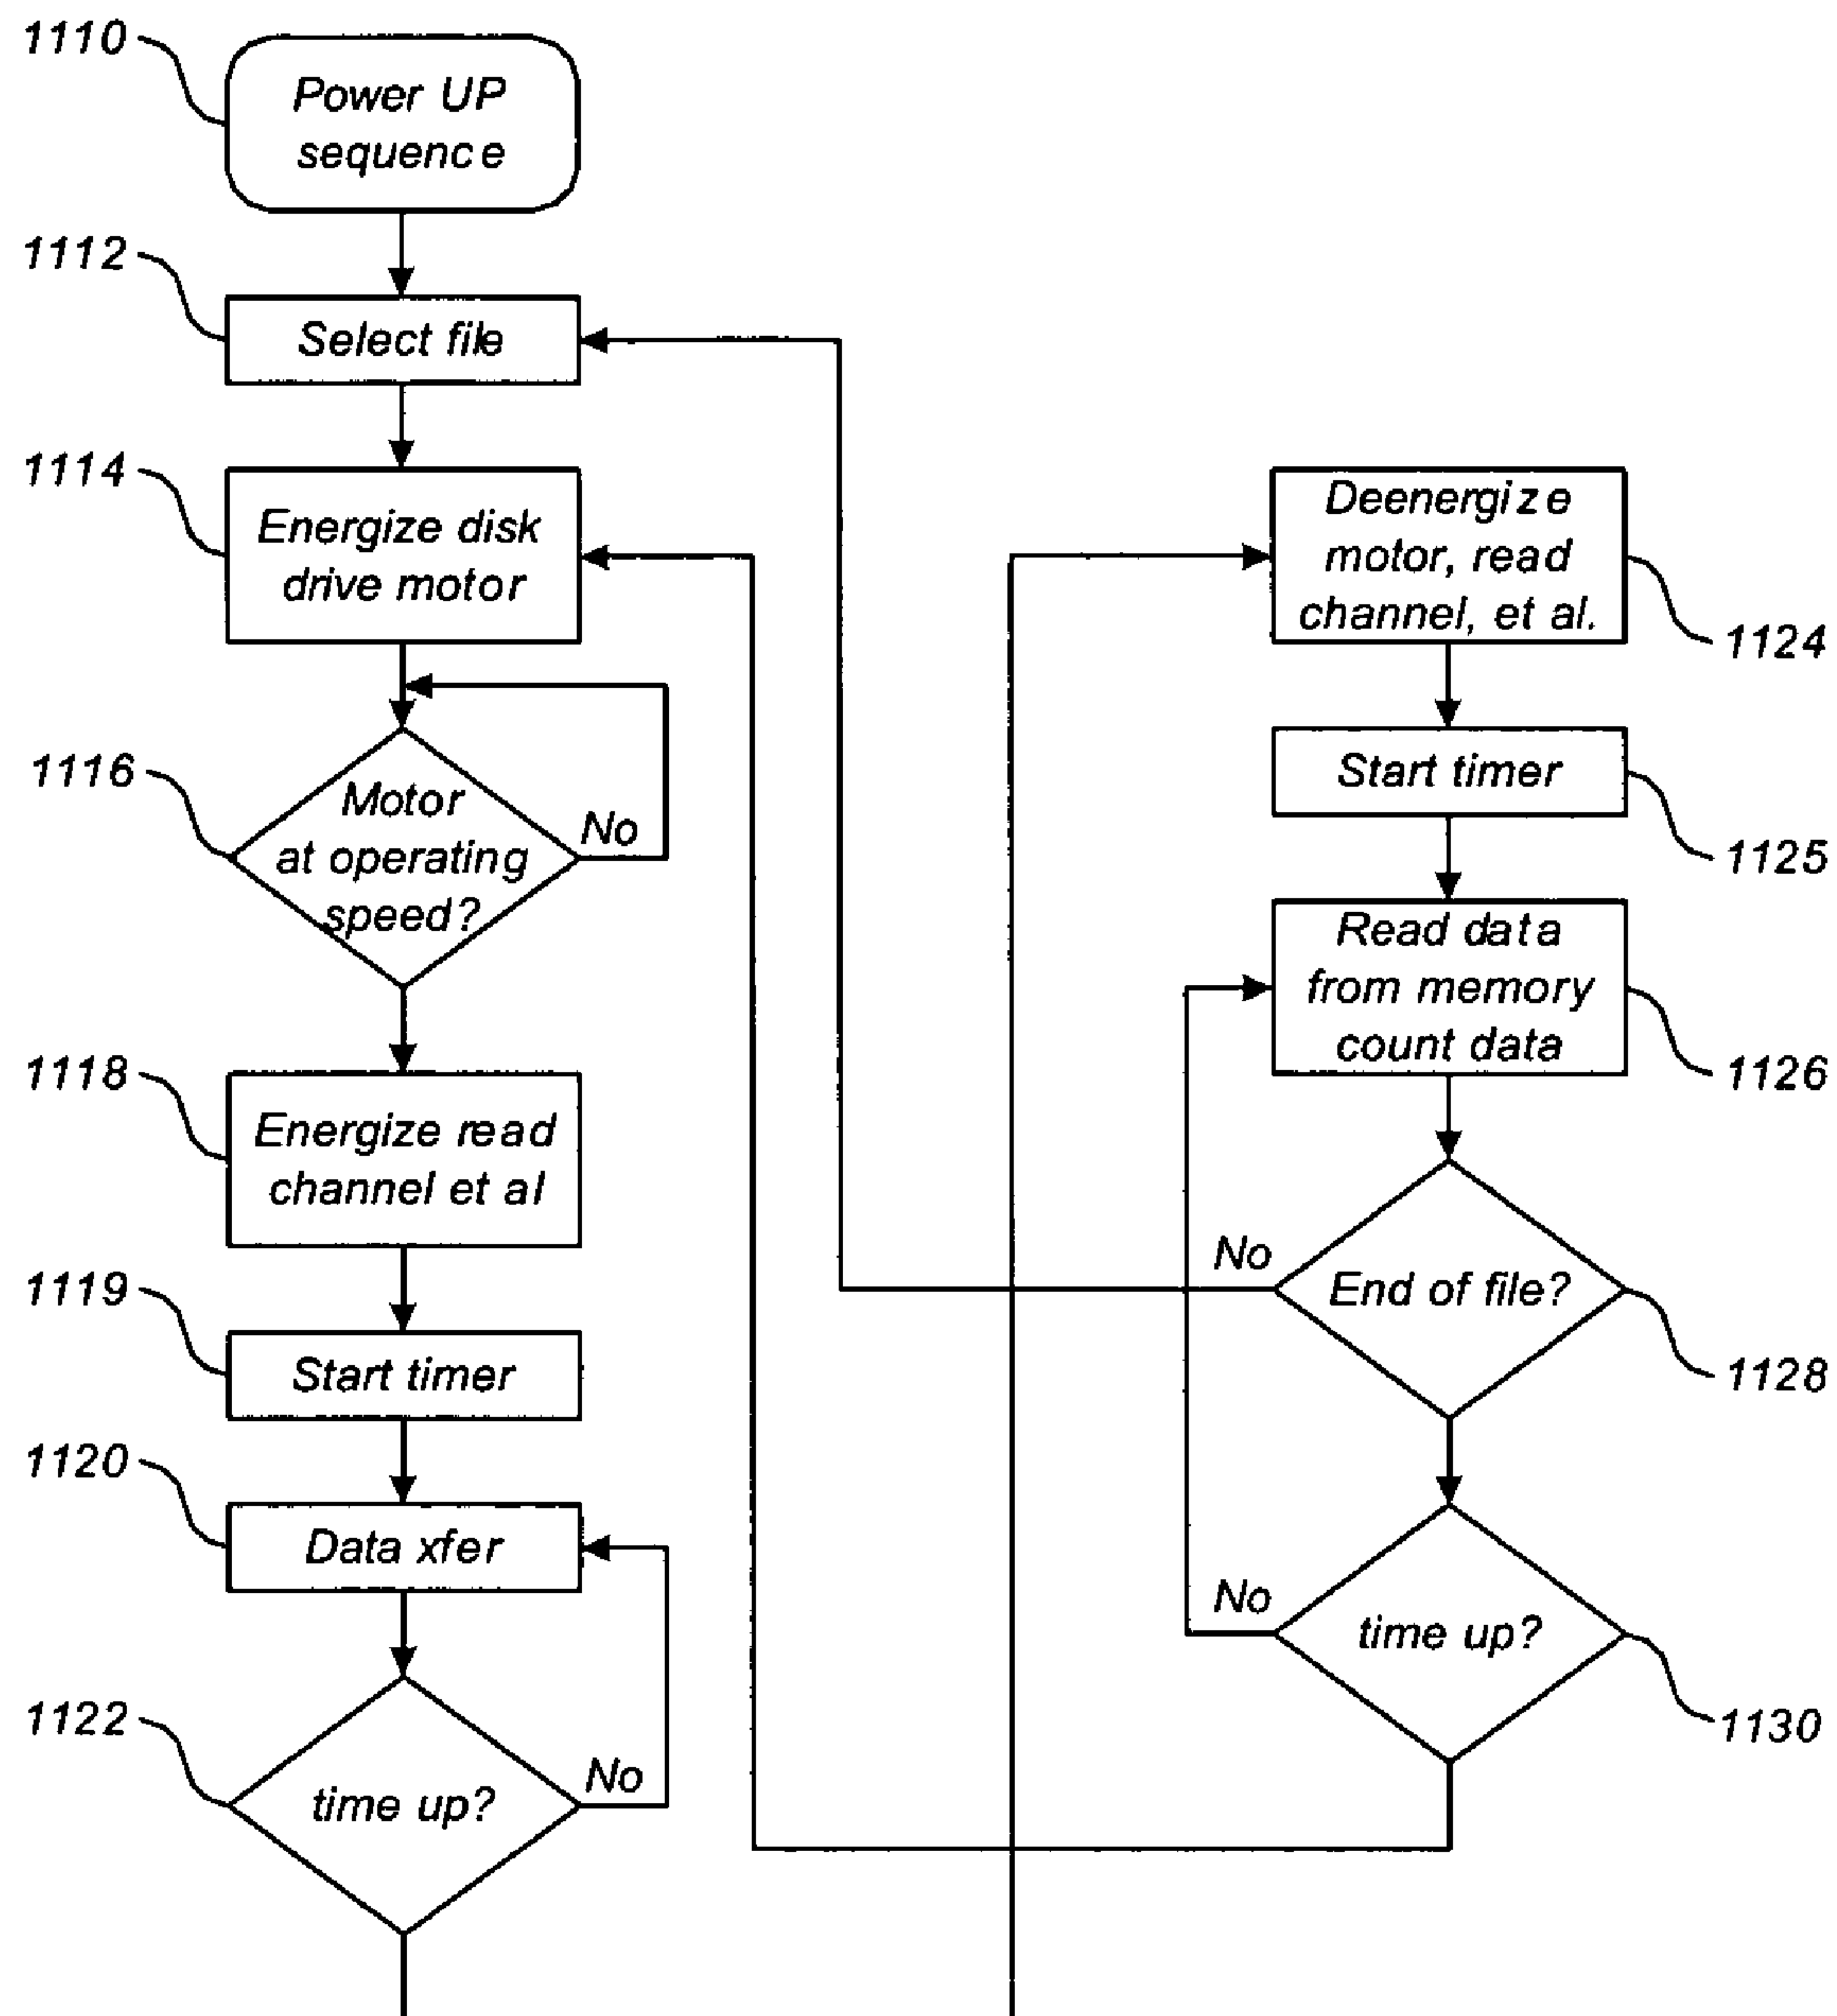 1110
Power UP
sequence
1112
Select file
1114
Energize disk
drive motor
1116
Motor
at operating
speed?
No
1118
Energize read
channel et al
1119
Start timer
1120
Data xfer
1122
time up?
No
Deenergize
motor, read
channel, et al.
1124
Start timer
1125
Read data
from memory
count data
1126
No
End of file?
1128
No
time up?
1130